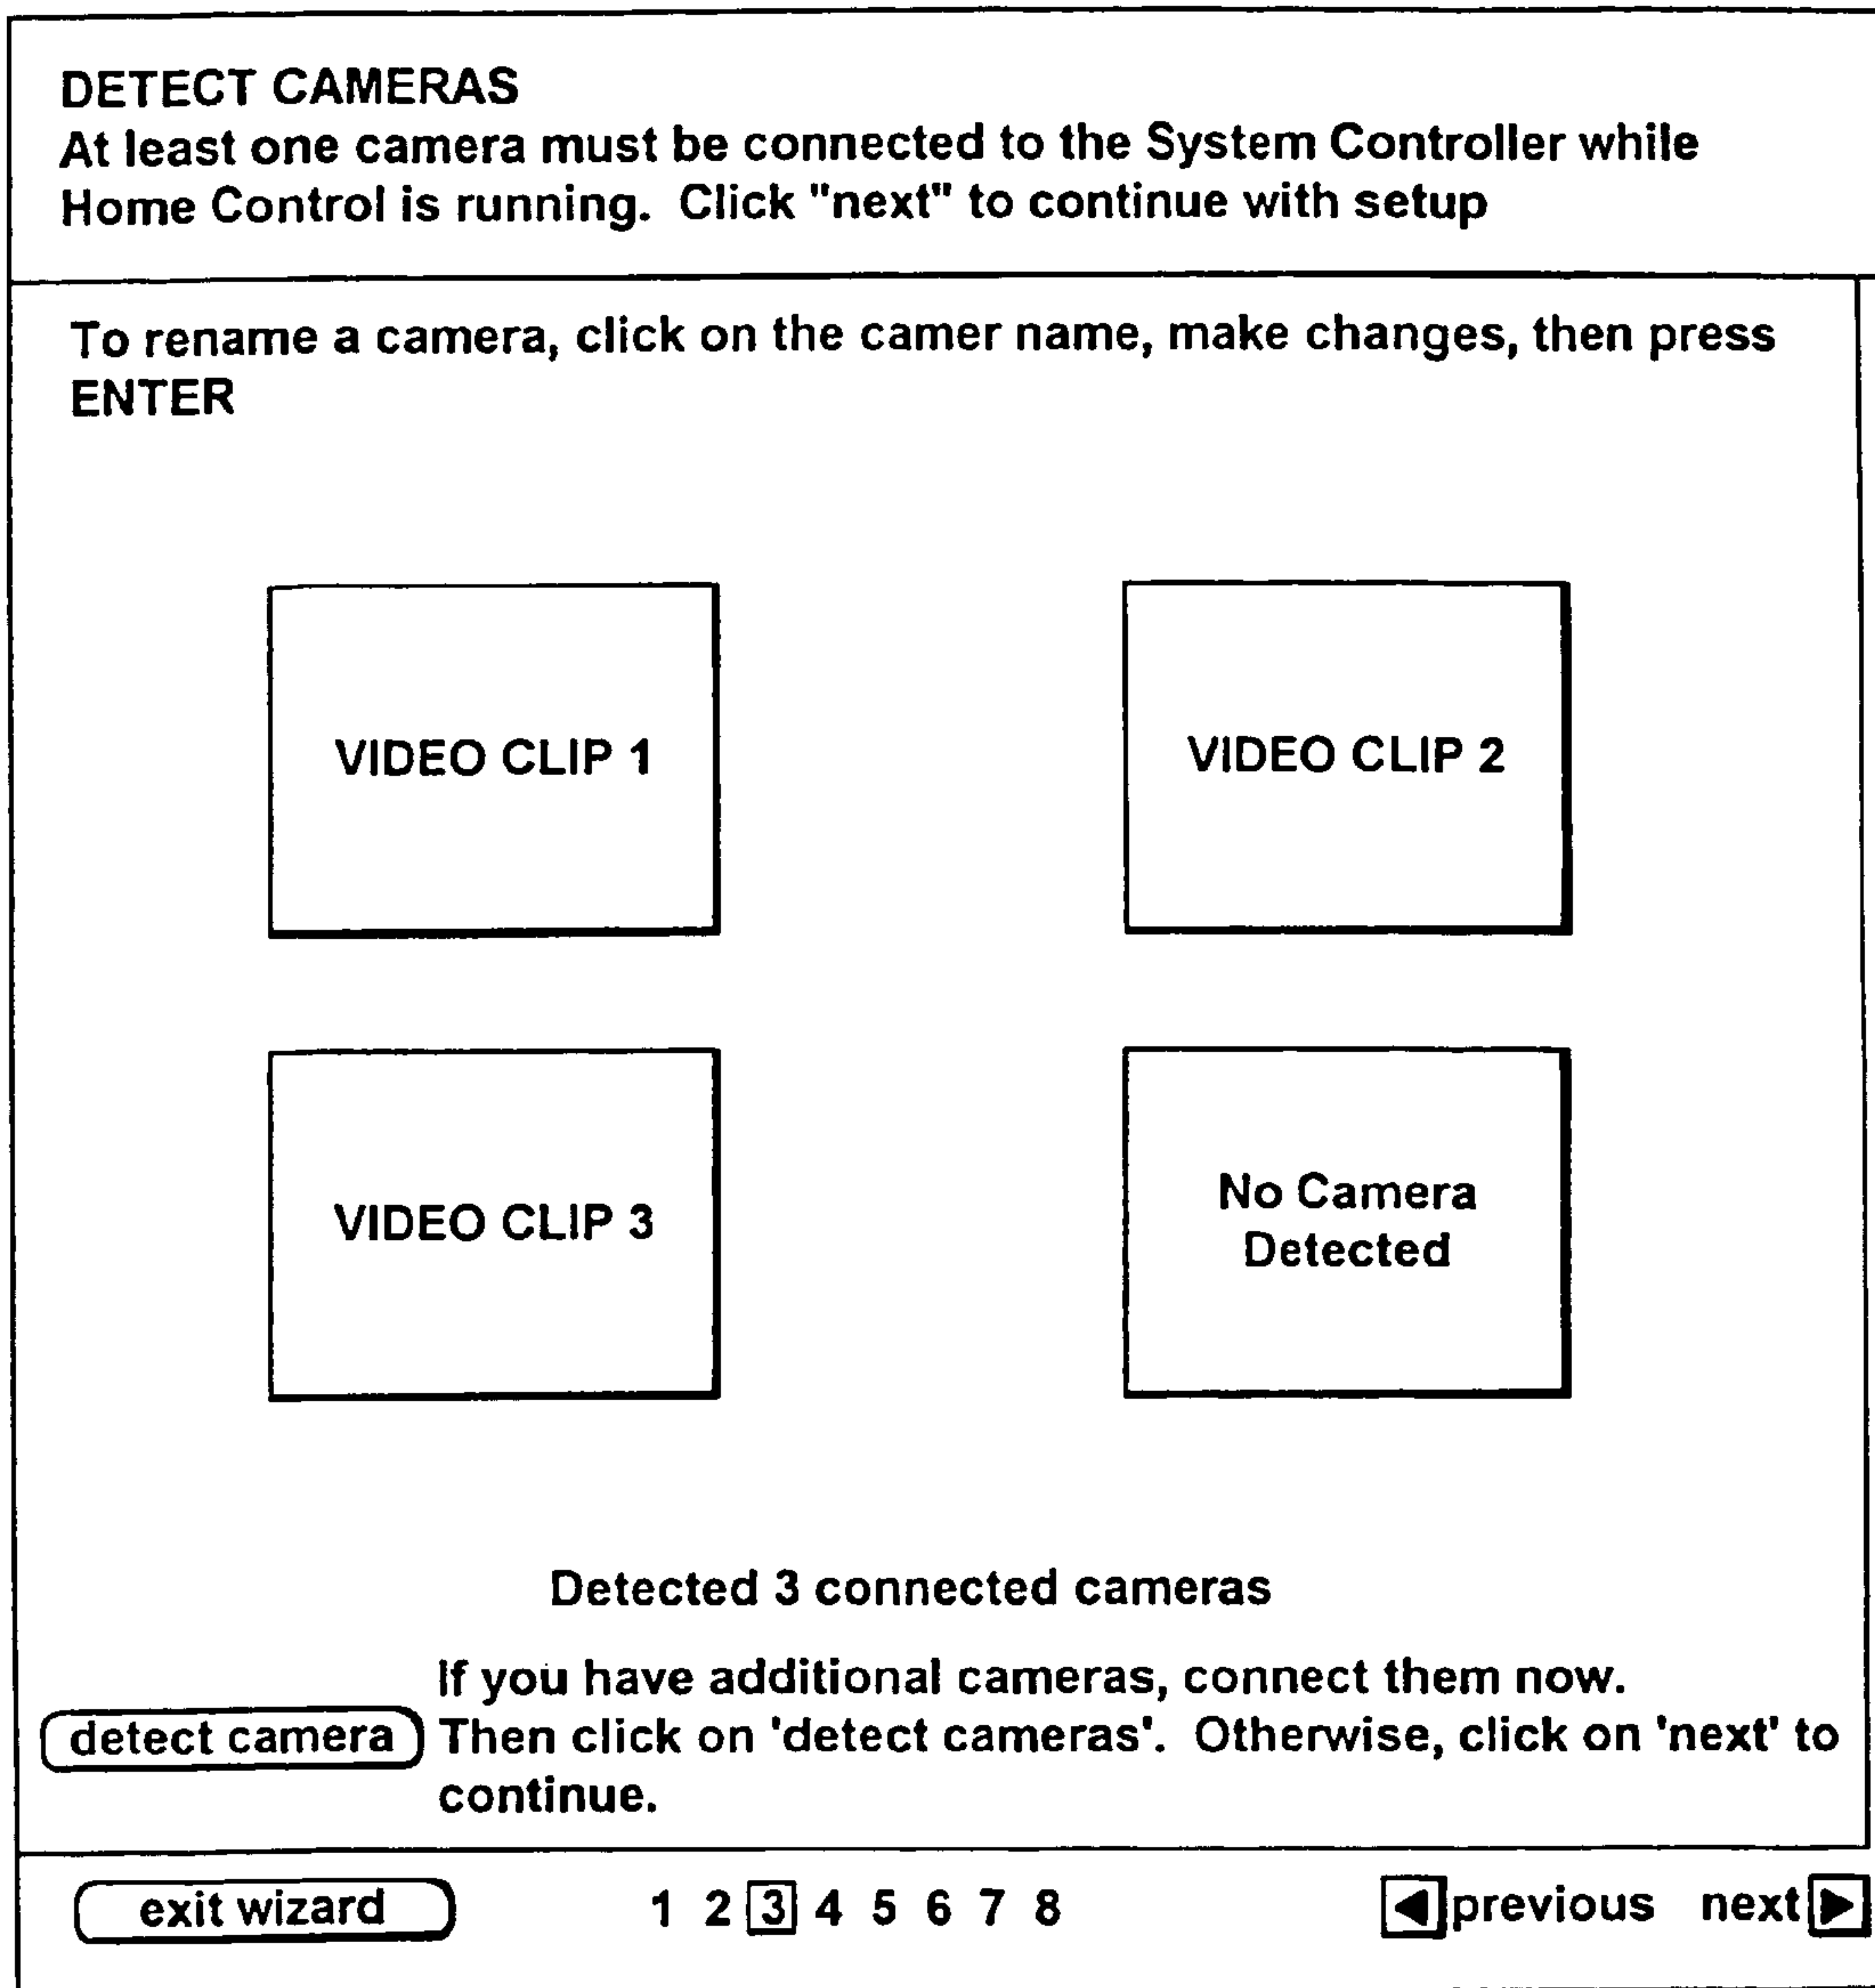 DETECT CAMERAS
At least one camera must be connected to the System Controller while
Home Control is running. Click "next" to continue with setup
To rename a camera, click on the camer name, make changes, then press
ENTER
VIDEO CLIP 1
VIDEO CLIP 2
VIDEO CLIP 3
No Camera
Detected
Detected 3 connected cameras
If you have additional cameras, connect them now.
detect camera Then click on 'detect cameras'. Otherwise, click on 'next' to
continue.
exit wizard 1 2 3 4 5 6 7 8 previous next